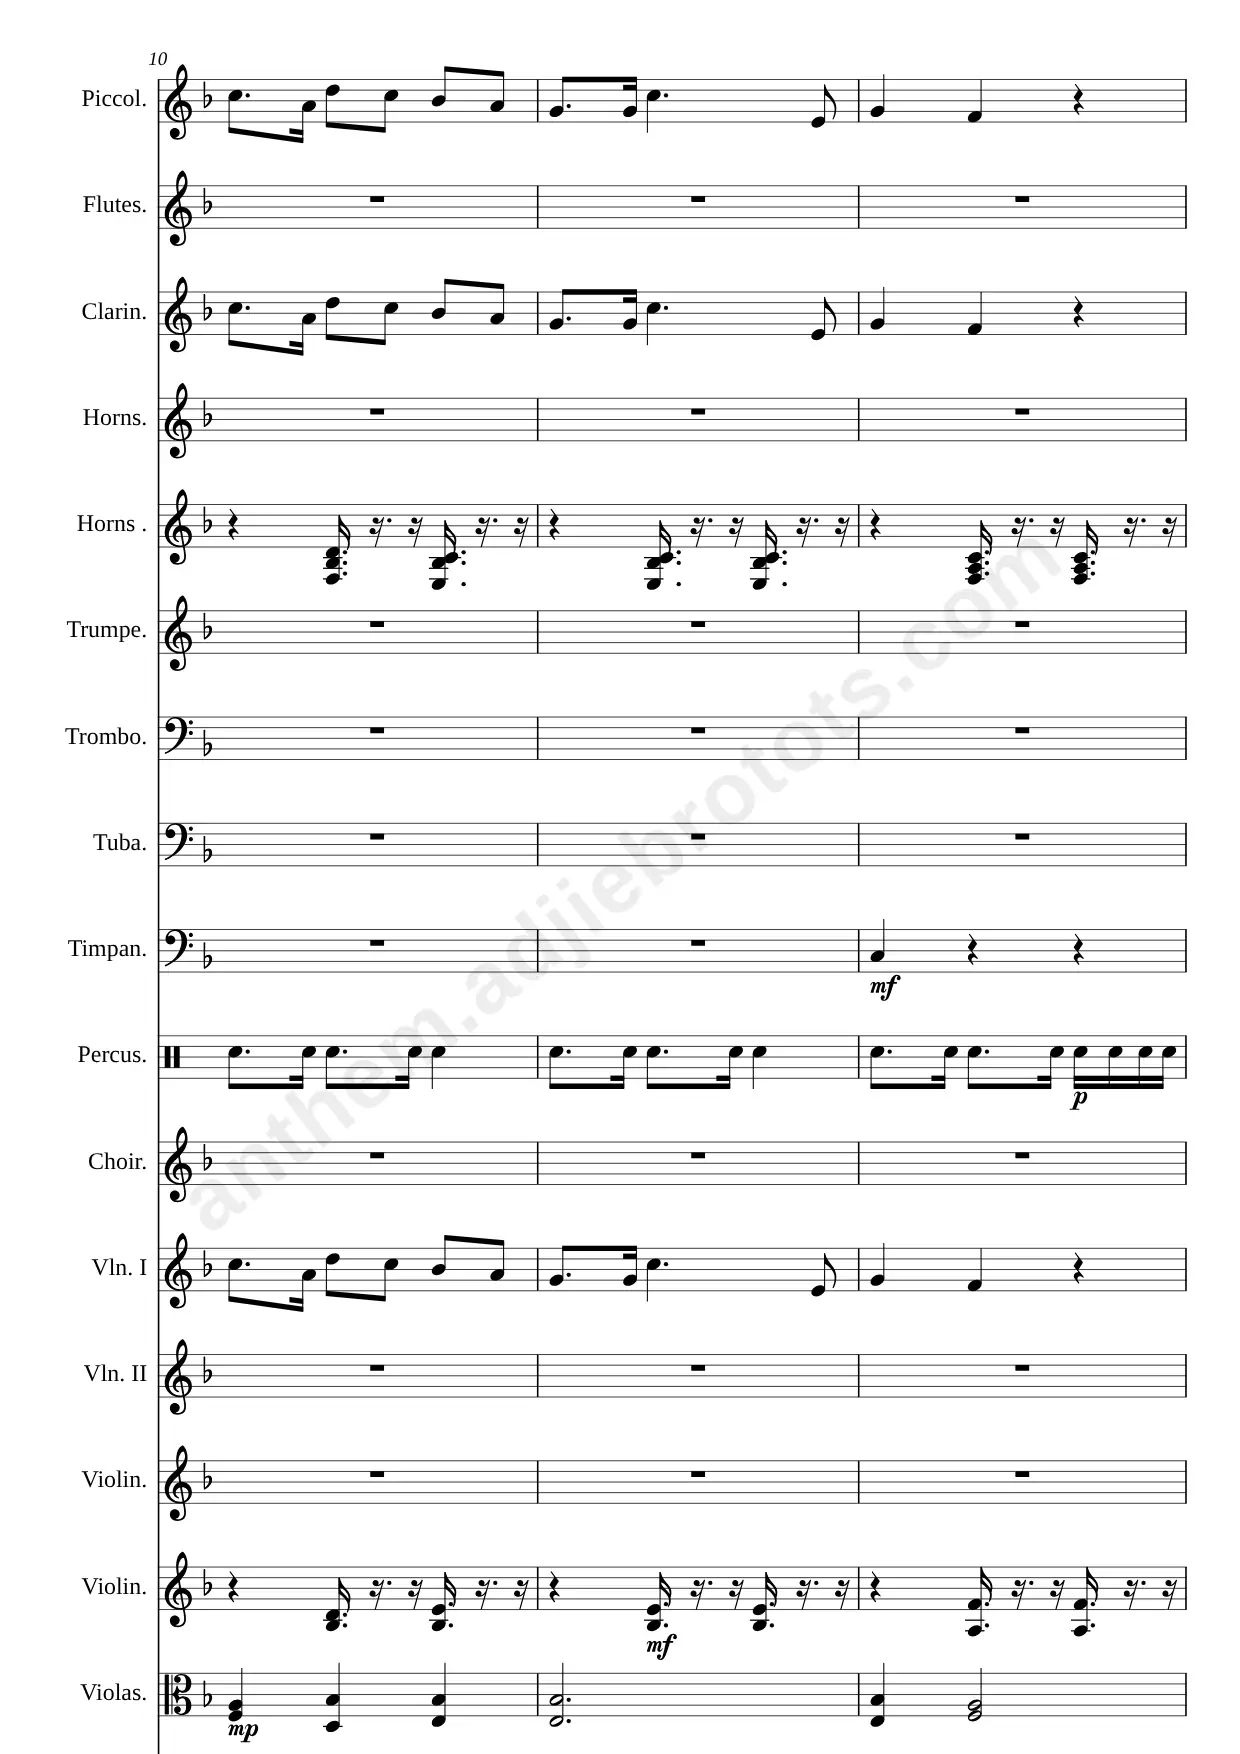 10
Piccol.
Flutes.
Clarin.
Horns.
Horns .
Trumpe.
Trombo.
Tuba.
Timpan.
mf
Percus.
p
Choir.
Vln. I
Vln. II
Violin.
Violin.
mf
Violas.
mp
anthem.adjiebrotots.com